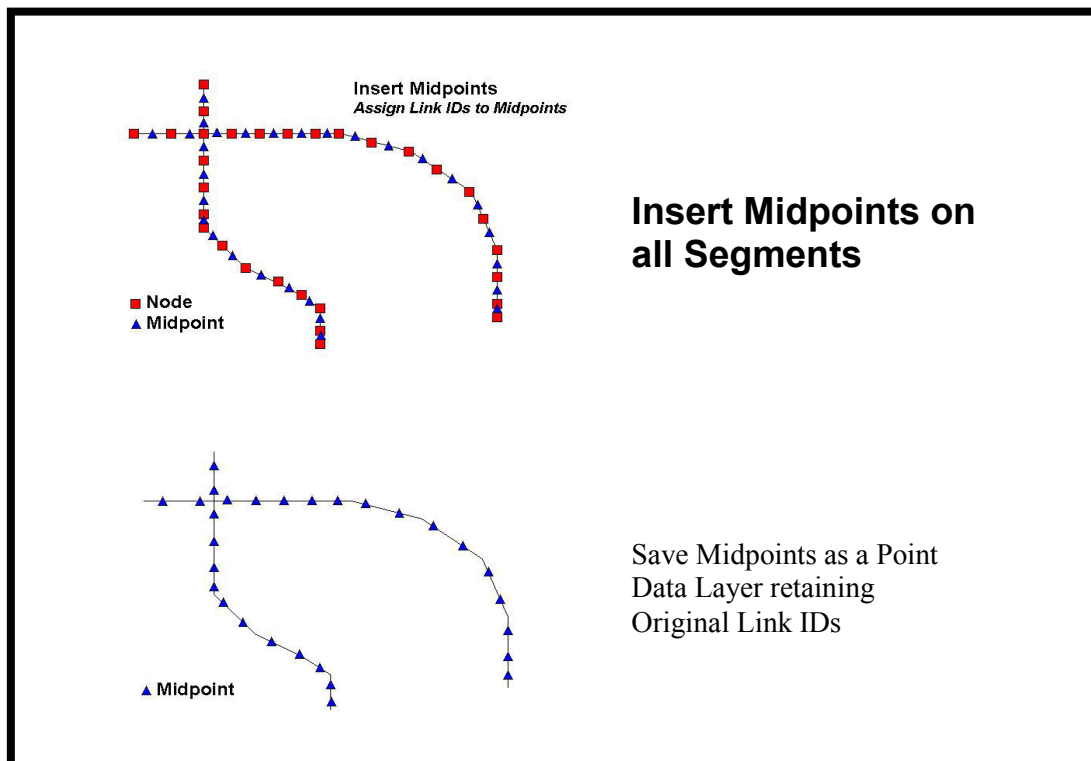 Insert Midpoints
Assign Link IDs to Midpoints
Node
Midpoint
Insert Midpoints on
all Segments
Midpoint
Save Midpoints as a Point
Data Layer retaining
Original Link IDs